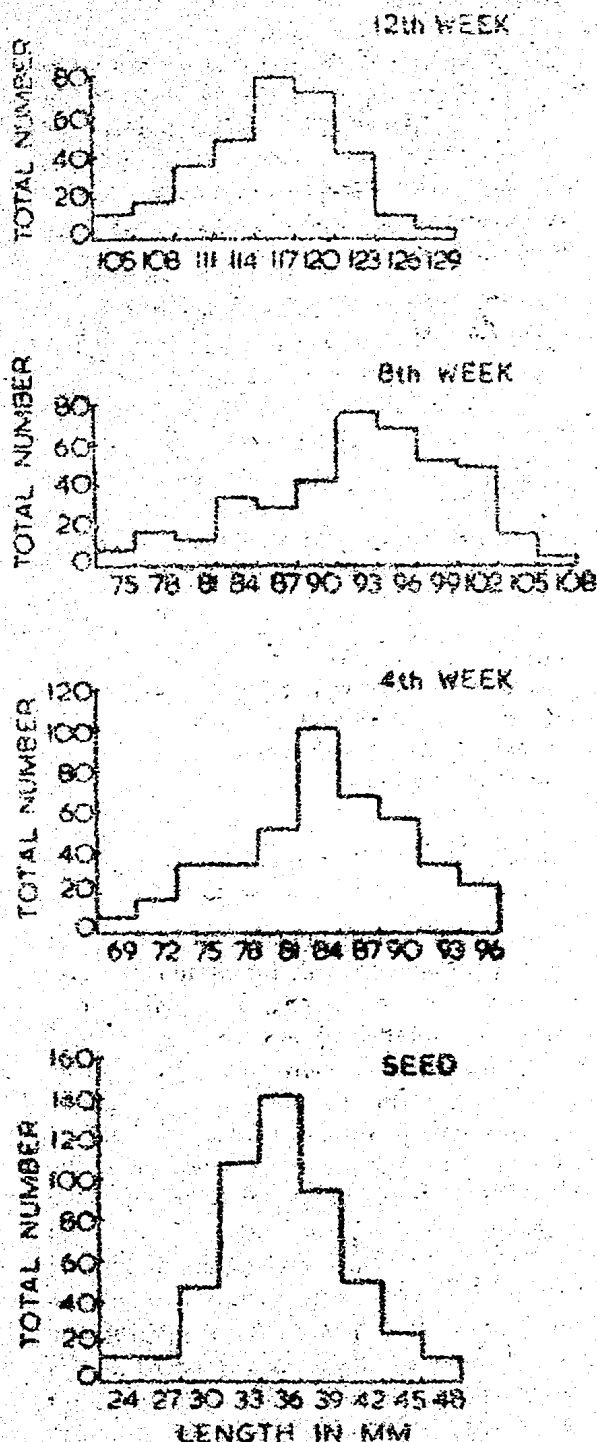 12th WEEK
TOTAL NUMBER
80
60
40
20
0
105 108 111 114 117 120 123 126 129
8th WEEK
TOTAL NUMBER
80
60
40
20
0
75 78 81 84 87 90 93 96 99 102 105 108
4th WEEK
TOTAL NUMBER
120
100
80
60
40
20
0
69 72 75 78 81 84 87 90 93 96
SEED
TOTAL NUMBER
160
140
120
100
80
60
40
20
0
24 27 30 33 36 39 42 45 48
LENGTH IN MM